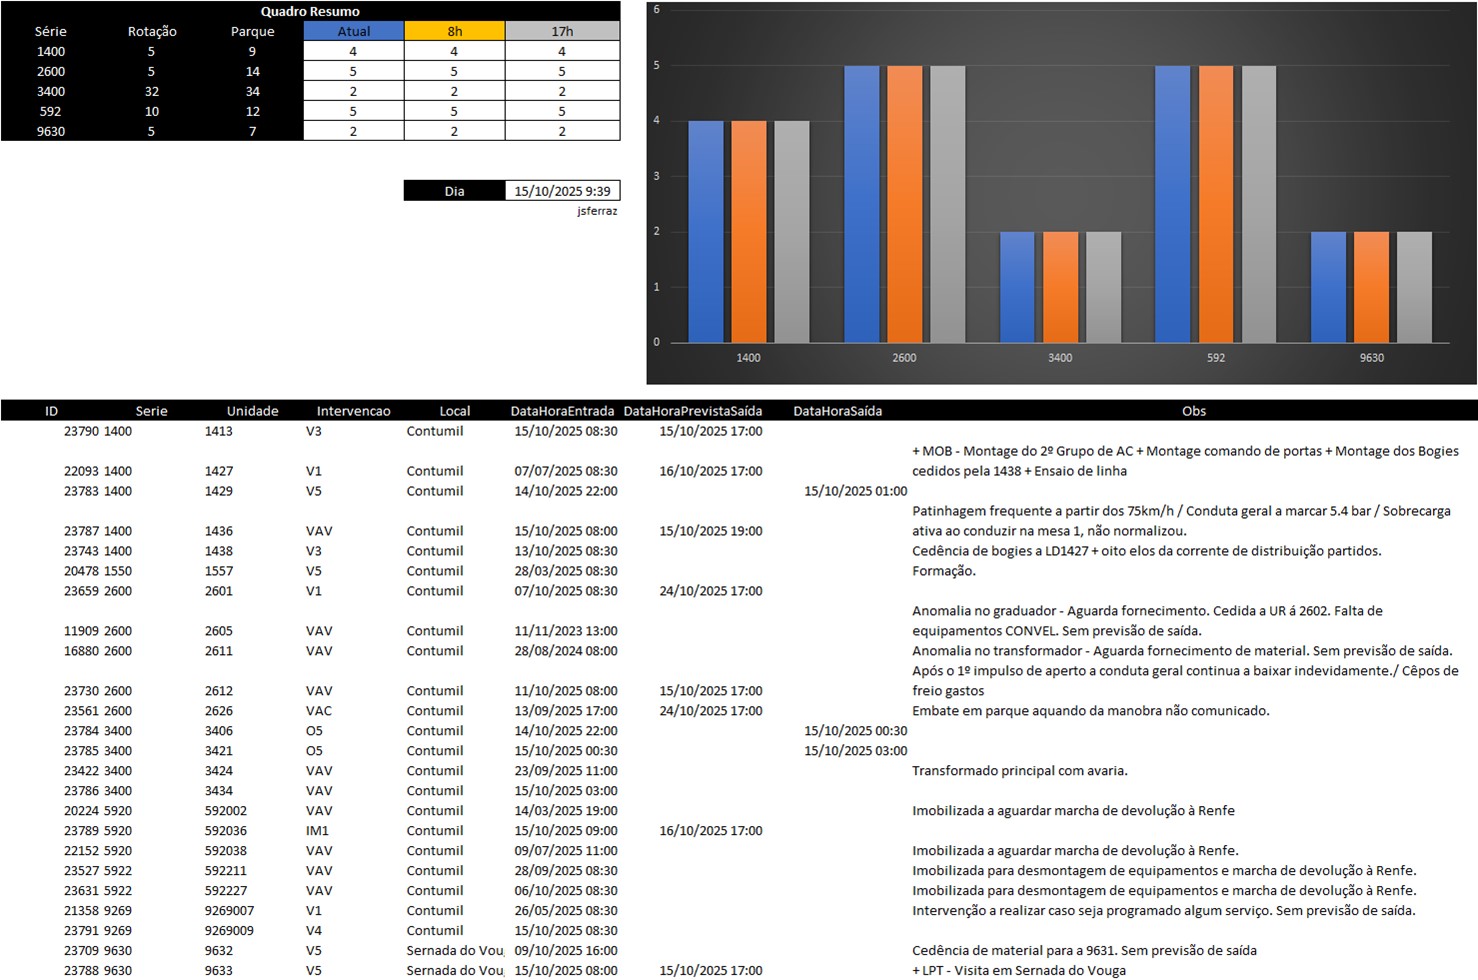 Quadro Resumo
Série Rotação Parque Atual 8h 17h
1400 5 9 4 4 4
2600 5 14 5 5 5
3400 32 34 2 2 2
592 10 12 5 5 5
9630 5 7 2 2 2
Dia 15/10/2025 9:39
jsferraz
6
5
4
3
2
1
0
1400 2600 3400 592 9630
ID Serie Unidade Intervencao Local DataHoraEntrada DataHoraPrevistaSaída DataHoraSaída Obs
23790 1400 1413 V3 Contumil 15/10/2025 08:30 15/10/2025 17:00
+ MOB - Montage do 2º Grupo de AC + Montage comando de portas + Montage dos Bogies
22093 1400 1427 V1 Contumil 07/07/2025 08:30 16/10/2025 17:00 cedidos pela 1438 + Ensaio de linha
23783 1400 1429 V5 Contumil 14/10/2025 22:00 15/10/2025 01:00
Patinhagem frequente a partir dos 75km/h / Conduta geral a marcar 5.4 bar / Sobrecarga
23787 1400 1436 VAV Contumil 15/10/2025 08:00 15/10/2025 19:00 ativa ao conduzir na mesa 1, não normalizou.
23743 1400 1438 V3 Contumil 13/10/2025 08:30 Cedência de bogies a LD1427 + oito elos da corrente de distribuição partidos.
20478 1550 1557 V5 Contumil 28/03/2025 08:30 Formação.
23659 2600 2601 V1 Contumil 07/10/2025 08:30 24/10/2025 17:00
Anomalia no graduador - Aguarda fornecimento. Cedida a UR á 2602. Falta de
11909 2600 2605 VAV Contumil 11/11/2023 13:00 equipamentos CONVEL. Sem previsão de saída.
16880 2600 2611 VAV Contumil 28/08/2024 08:00 Anomalia no transformador - Aguarda fornecimento de material. Sem previsão de saída.
Após o 1º impulso de aperto a conduta geral continua a baixar indevidamente./ Cêpos de
23730 2600 2612 VAV Contumil 11/10/2025 08:00 15/10/2025 17:00 freio gastos
23561 2600 2626 VAC Contumil 13/09/2025 17:00 24/10/2025 17:00 Embate em parque aquando da manobra não comunicado.
23784 3400 3406 O5 Contumil 14/10/2025 22:00 15/10/2025 00:30
23785 3400 3421 O5 Contumil 15/10/2025 00:30 15/10/2025 03:00
23422 3400 3424 VAV Contumil 23/09/2025 11:00 Transformado principal com avaria.
23786 3400 3434 VAV Contumil 15/10/2025 03:00
20224 5920 592002 VAV Contumil 14/03/2025 19:00 Imobilizada a aguardar marcha de devolução à Renfe
23789 5920 592036 IM1 Contumil 15/10/2025 09:00 16/10/2025 17:00
22152 5920 592038 VAV Contumil 09/07/2025 11:00 Imobilizada a aguardar marcha de devolução à Renfe.
23527 5922 592211 VAV Contumil 28/09/2025 08:30 Imobilizada para desmontagem de equipamentos e marcha de devolução à Renfe.
23631 5922 592227 VAV Contumil 06/10/2025 08:30 Imobilizada para desmontagem de equipamentos e marcha de devolução à Renfe.
21358 9269 9269007 V1 Contumil 26/05/2025 08:30 Intervenção a realizar caso seja programado algum serviço. Sem previsão de saída.
23791 9269 9269009 V4 Contumil 15/10/2025 08:30
23709 9630 9632 V5 Sernada do Voug 09/10/2025 16:00 Cedência de material para a 9631. Sem previsão de saída
23788 9630 9633 V5 Sernada do Voug 15/10/2025 08:00 15/10/2025 17:00 + LPT - Visita em Sernada do Vouga